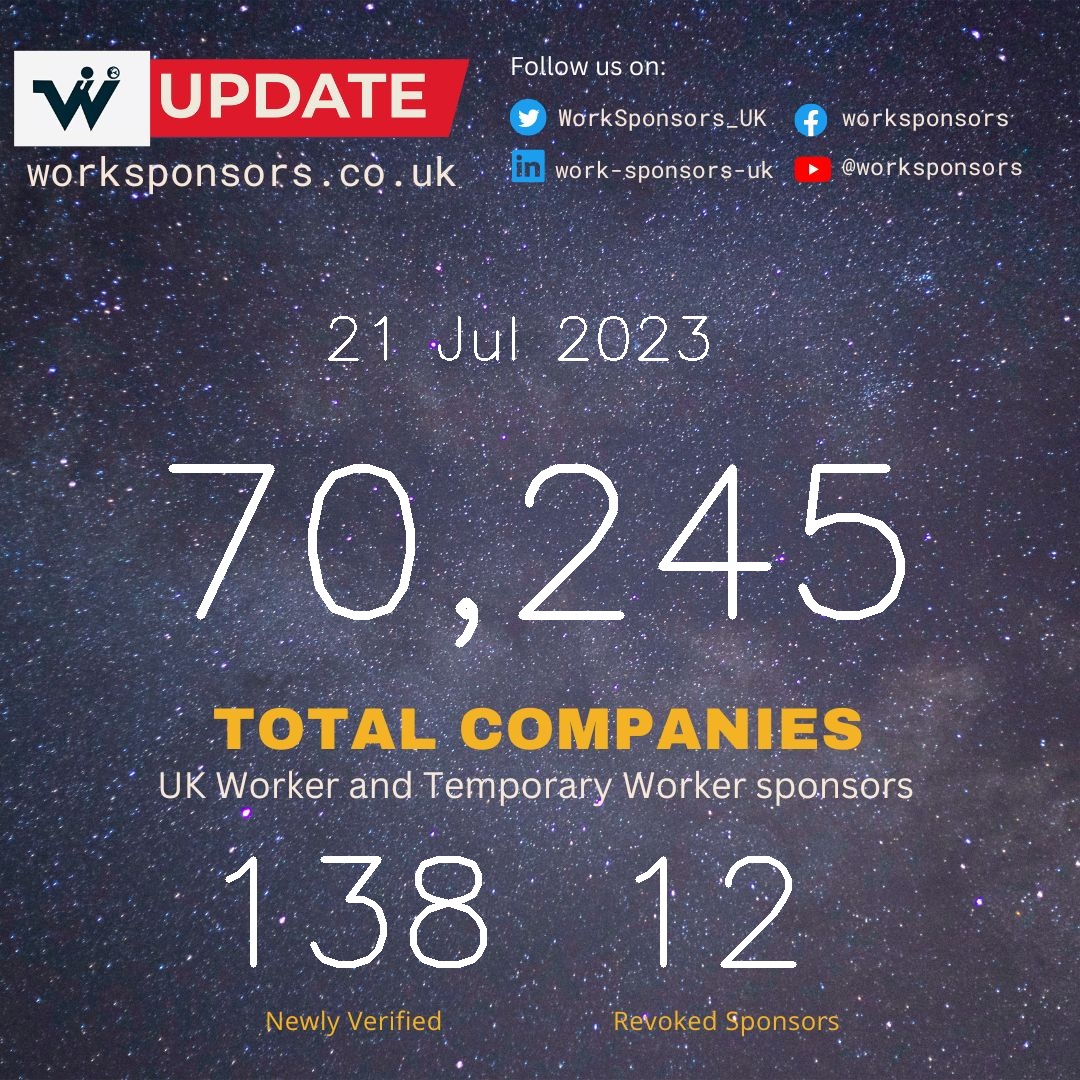 UPDATE
worksponsors.co.uk
Follow us on:
WorkSponsors_UK
worksponsors
work-sponsors-uk
@worksponsors
21 Jul 2023
70,245
TOTAL COMPANIES
UK Worker and Temporary Worker sponsors
138 12
Newly Verified Revoked Sponsors